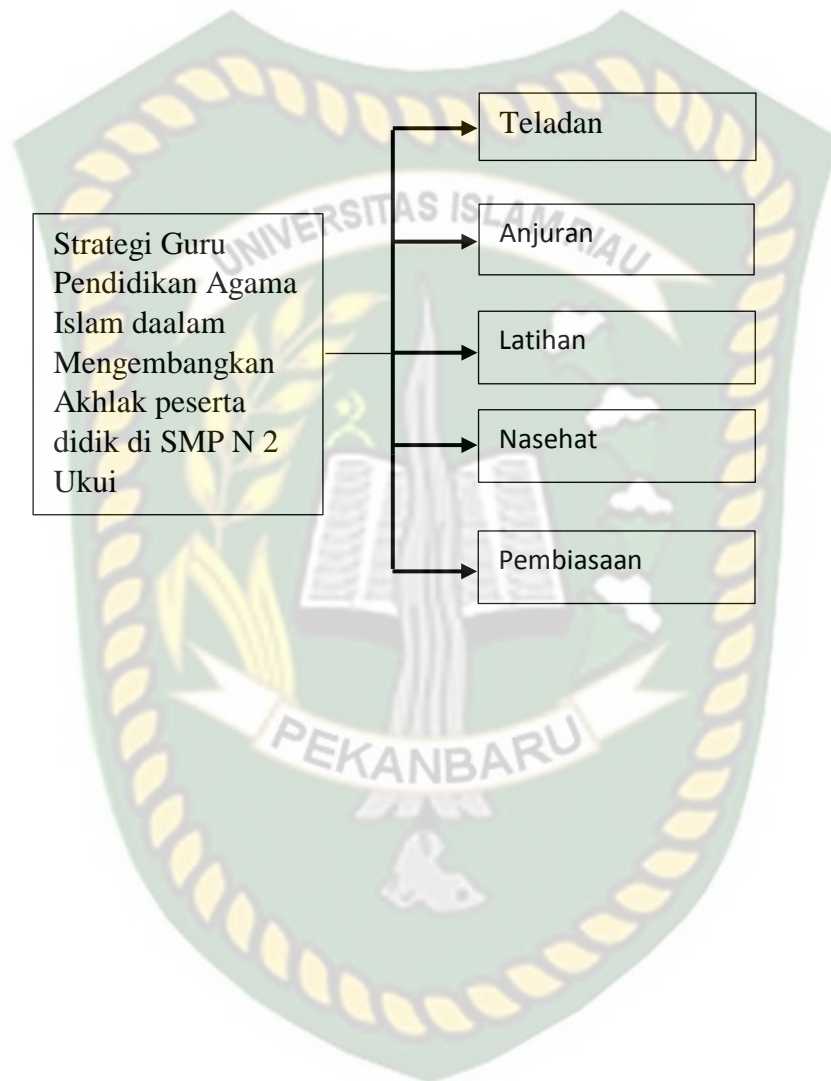 Teladan
UNIVERSITAS ISLAM RIAU
Strategi Guru
Pendidikan Agama
Islam daalam
Mengembangkan
Akhlak peserta
didik di SMP N 2
Ukui
Anjuran
Latihan
Nasehat
Pembiasaan
PEKANBARU